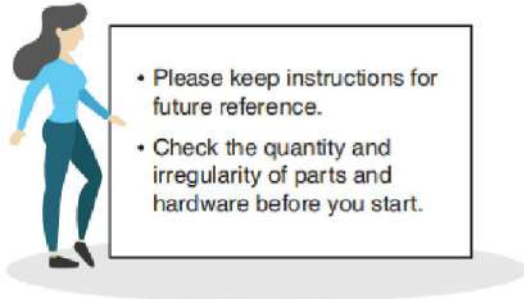 • Please keep instructions for
future reference.
• Check the quantity and
irregularity of parts and
hardware before you start.